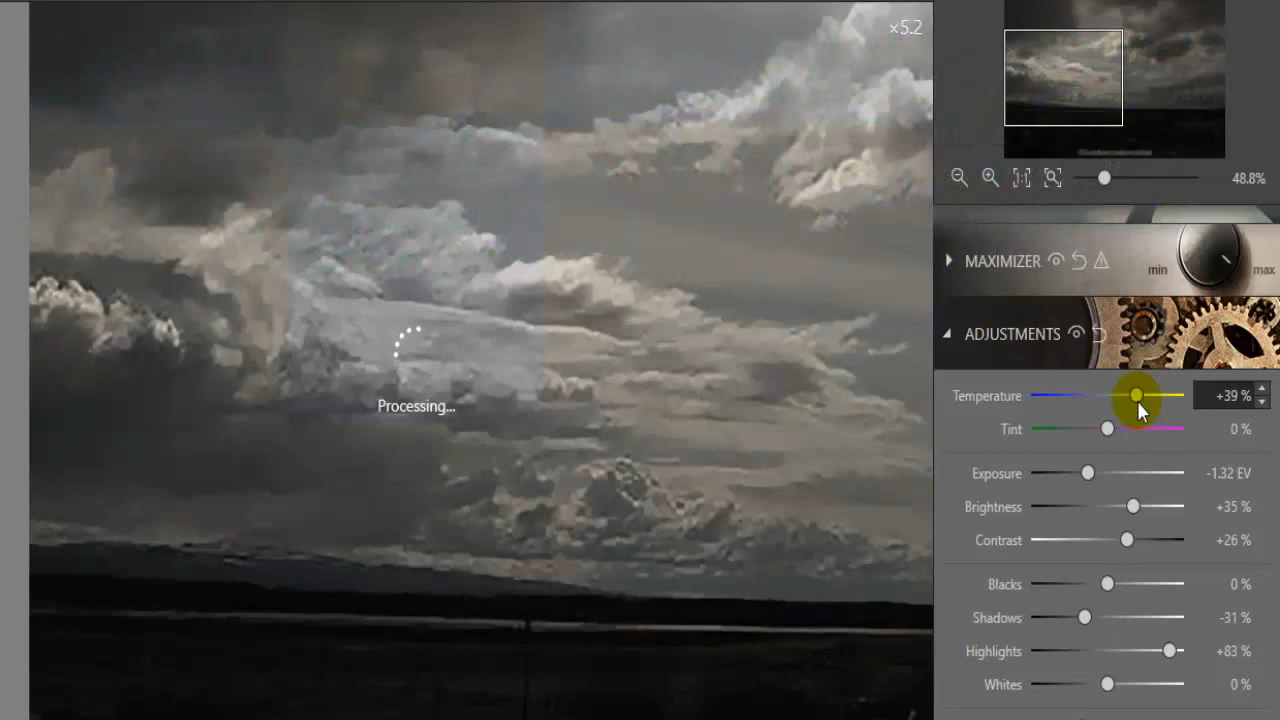 ×5.2
Processing...
48.8%
MAXIMIZER
min
max
ADJUSTMENTS
Temperature +39 %
Tint 0 %
Exposure -1.32 EV
Brightness +35 %
Contrast +26 %
Blacks 0 %
Shadows -31 %
Highlights +83 %
Whites 0 %